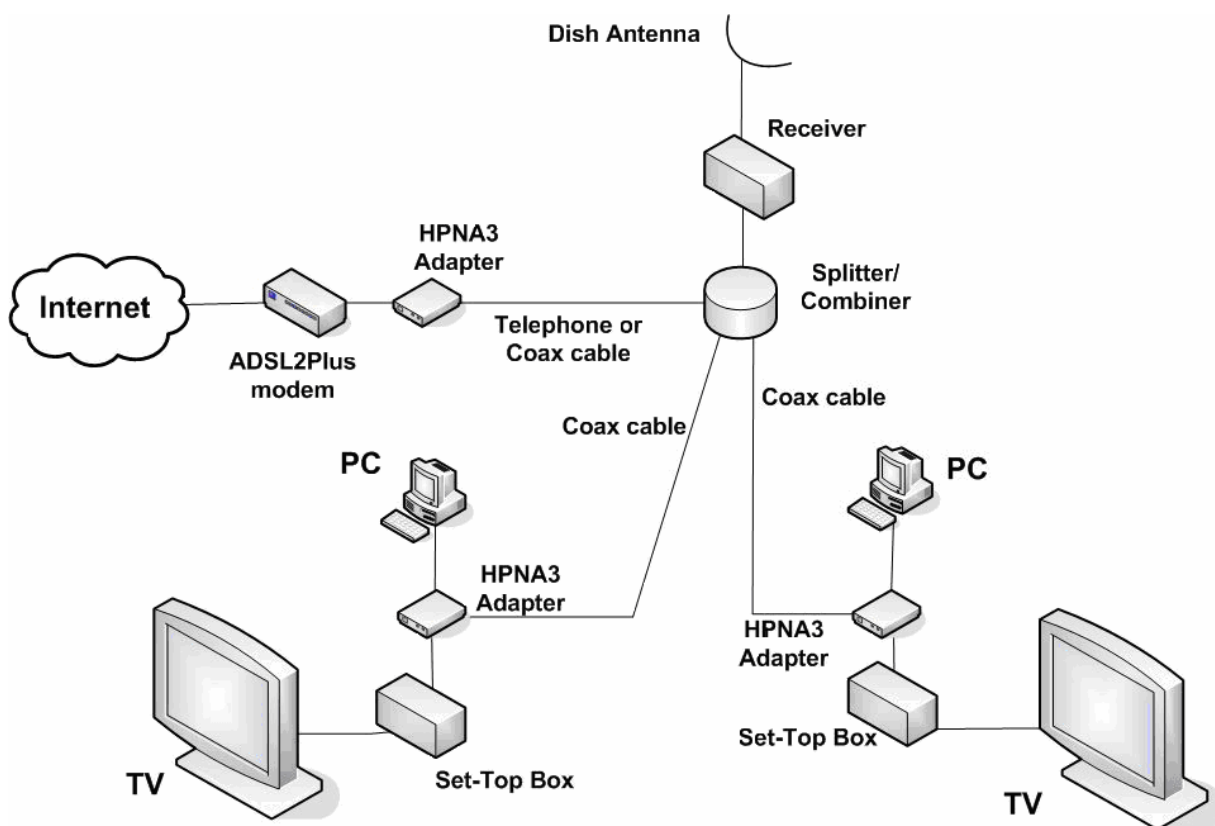 Dish Antenna
Receiver
HPNA3
Adapter
Splitter/
Combiner
Internet
Telephone or
Coax cable
ADSL2Plus
modem
Coax cable
Coax cable
PC
PC
HPNA3
Adapter
HPNA3
Adapter
Set-Top Box
Set-Top Box
TV
TV